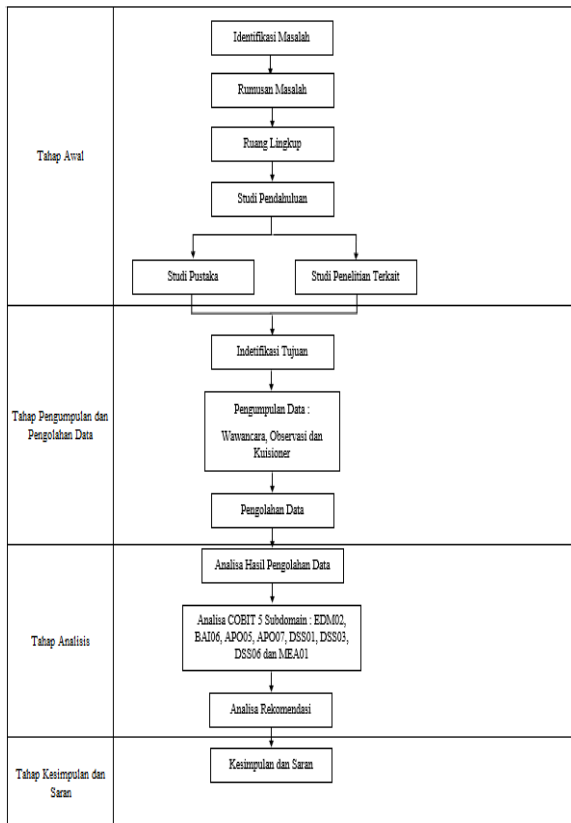 Tahap Awal
Identifikasi Masalah
Rumusan Masalah
Ruang Lingkup
Studi Pendahuluan
Studi Pustaka
Studi Penelitian Terkait
Tahap Pengumpulan dan
Pengolahan Data
Indetifikasi Tujuan
Pengumpulan Data :
Wawancara, Observasi dan
Kuisioner
Pengolahan Data
Tahap Analisis
Analisa Hasil Pengolahan Data
Analisa COBIT 5 Subdomain : EDM02,
BAI06, APO05, APO07, DSS01, DSS03,
DSS06 dan MEA01
Analisa Rekomendasi
Tahap Kesimpulan dan
Saran
Kesimpulan dan Saran